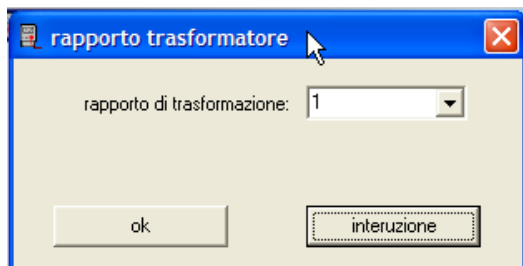 rapporto trasformatore
rapporto di trasformazione: 1
ok interuzione